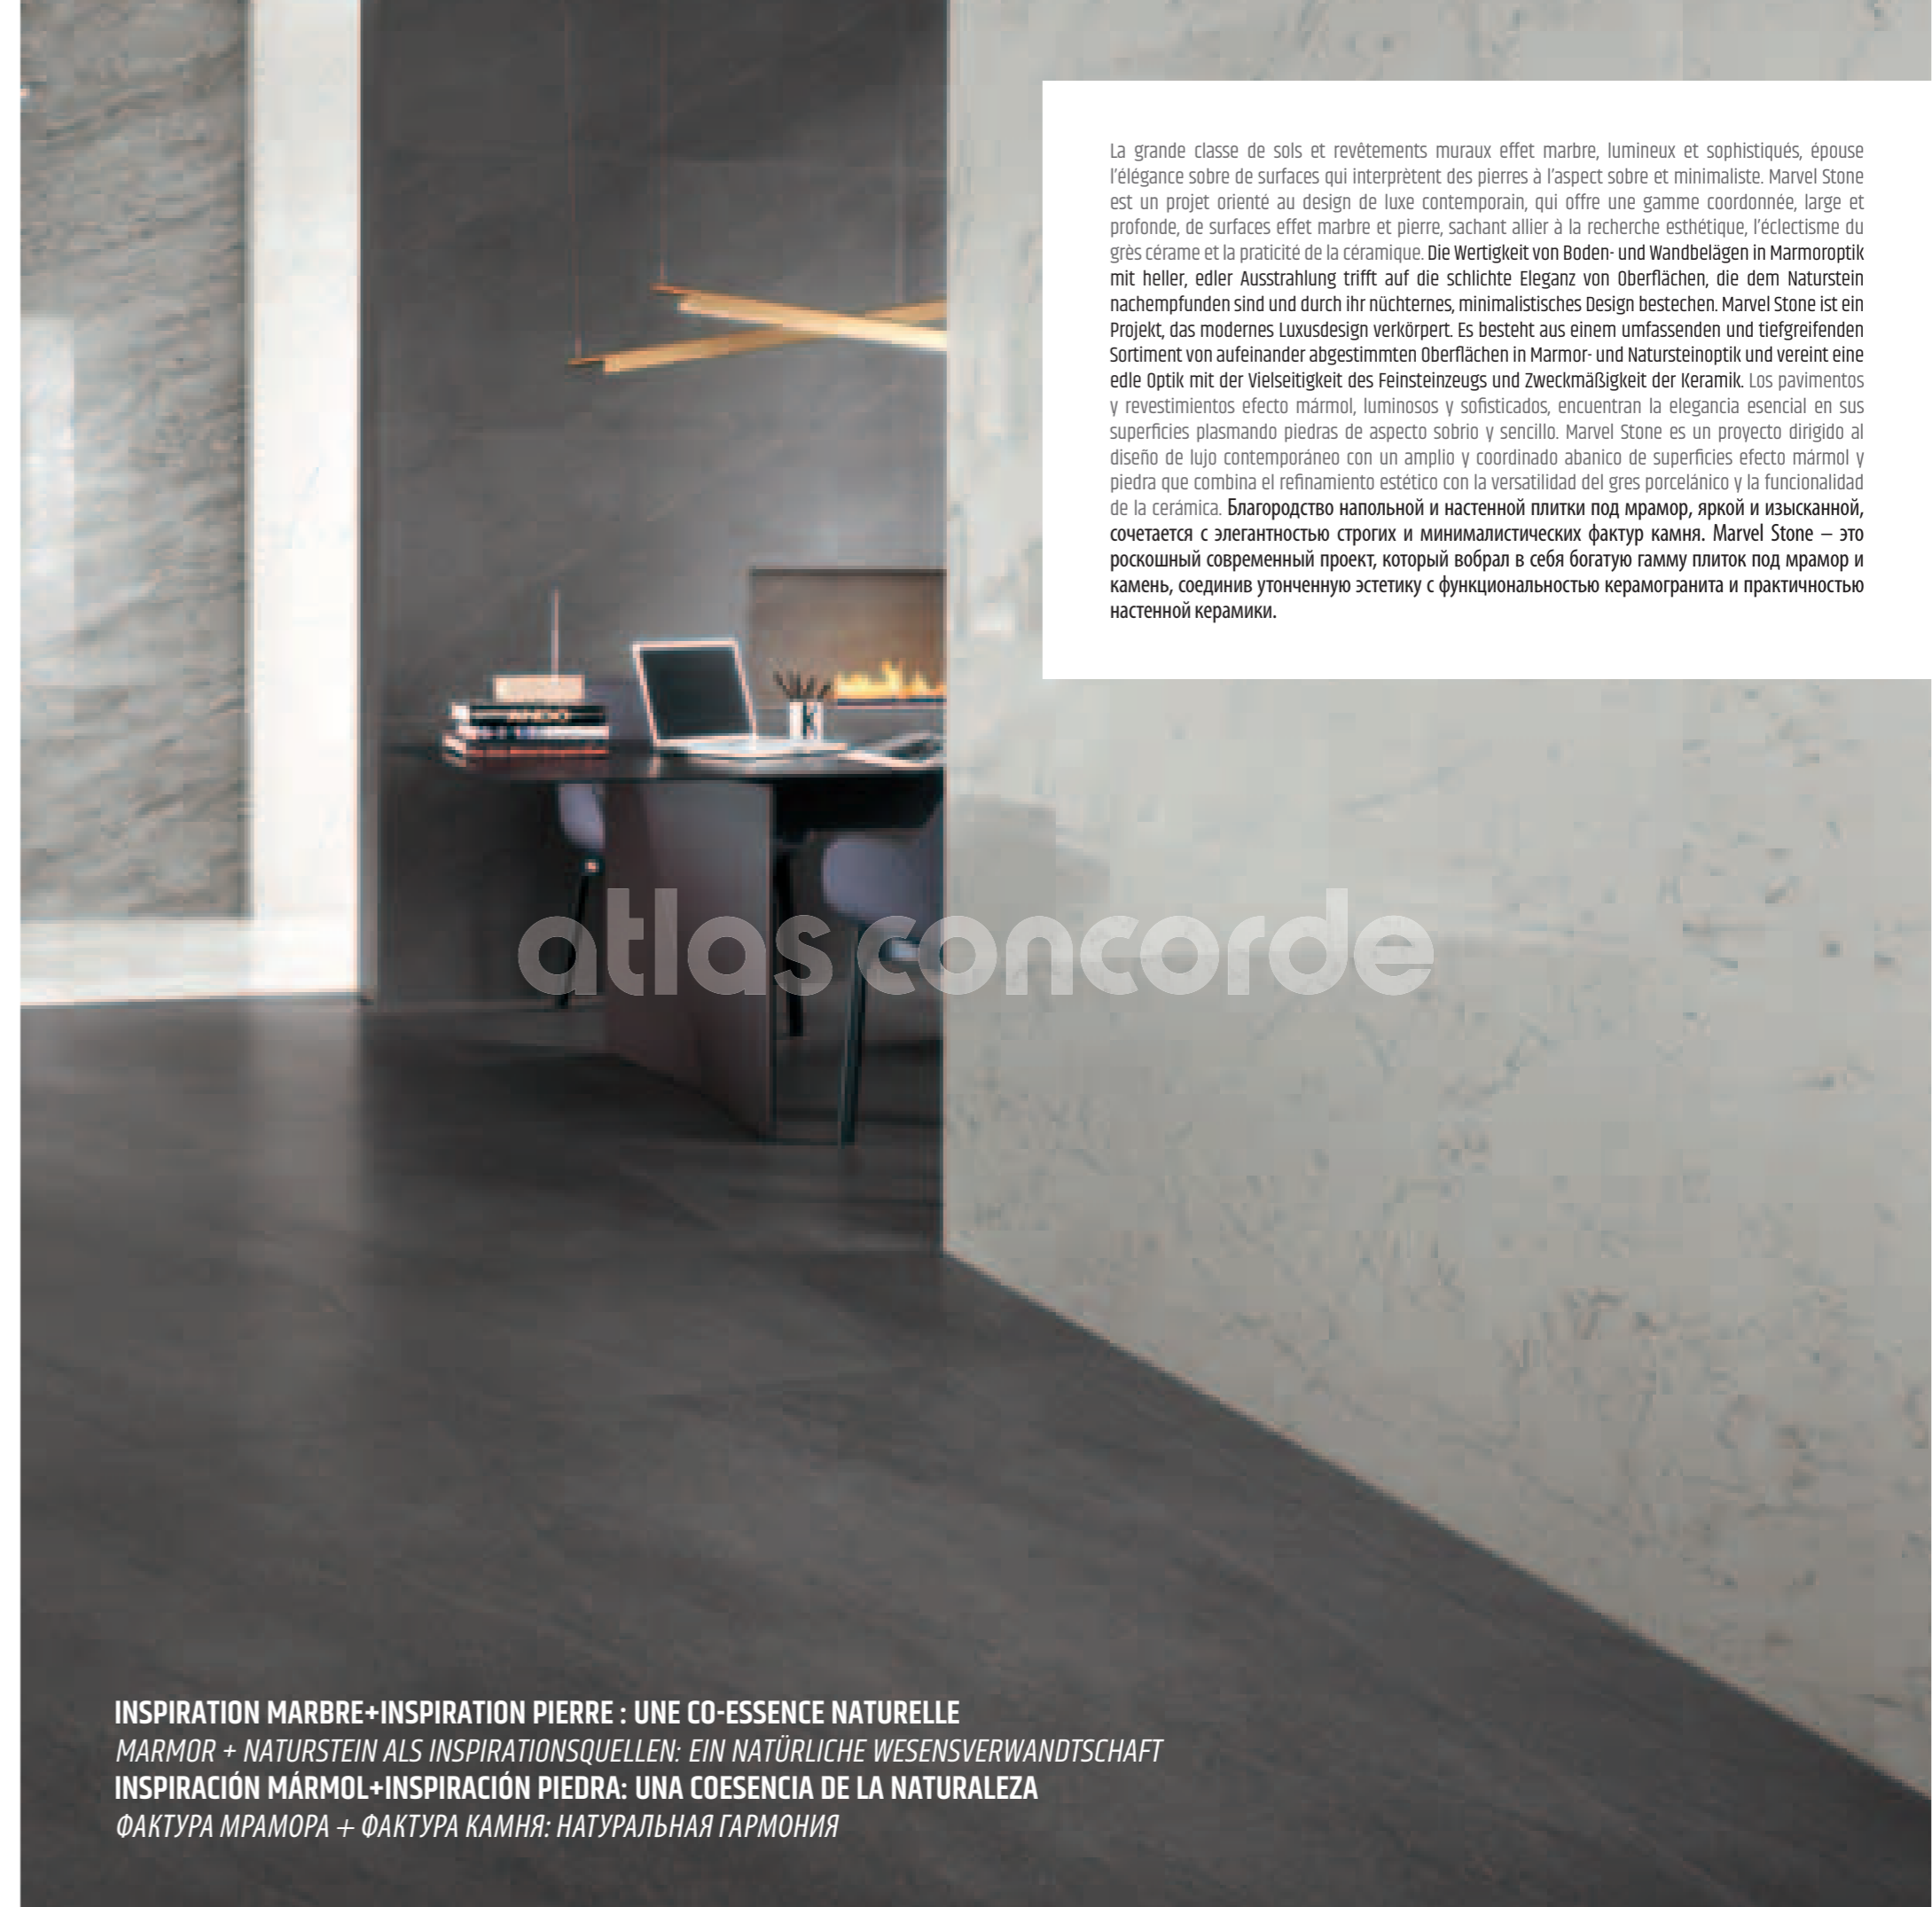 La grande classe de sols et revêtements muraux effet marbre, lumineux et sophistiqués, épouse
l'élégance sobre de surfaces qui interprètent des pierres à l'aspect sobre et minimaliste. Marvel Stone
est un projet orienté au design de luxe contemporain, qui offre une gamme coordonnée, large et
profonde, de surfaces effet marbre et pierre, sachant allier à la recherche esthétique, l'éclectisme du
grès cérame et la praticité de la céramique. Die Wertigkeit von Boden- und Wandbelägen in Marmoroptik
mit heller, edler Ausstrahlung trifft auf die schlichte Eleganz von Oberflächen, die dem Naturstein
nachempfunden sind und durch ihr nüchternes, minimalistisches Design bestechen. Marvel Stone ist ein
Projekt, das modernes Luxusdesign verkörpert. Es besteht aus einem umfassenden und tiefgreifenden
Sortiment von aufeinander abgestimmten Oberflächen in Marmor- und Natursteinoptik und vereint eine
edle Optik mit der Vielseitigkeit des Feinsteinzeugs und Zweckmäßigkeit der Keramik. Los pavimentos
y revestimientos efecto mármol, luminosos y sofisticados, encuentran la elegancia esencial en sus
superficies plasmando piedras de aspecto sobrio y sencillo. Marvel Stone es un proyecto dirigido al
diseño de lujo contemporáneo con un amplio y coordinado abanico de superficies efecto mármol y
piedra que combina el refinamiento estético con la versatilidad del gres porcelánico y la funcionalidad
de la cerámica. Благородство напольной и настенной плитки под мрамор, яркой и изысканной,
сочетается с элегантностью строгих и минималистических фактур камня. Marvel Stone – это
роскошный современный проект, который вобрал в себя богатую гамму плиток под мрамор и
камень, соединив утонченную эстетику с функциональностью керамогранита и практичностью
настенной керамики.
ANDO
K
atlas concorde
INSPIRATION MARBRE+INSPIRATION PIERRE : UNE CO-ESSENCE NATURELLE
MARMOR + NATURSTEIN ALS INSPIRATIONSQUELLEN: EIN NATÜRLICHE WESENSVERWANDTSCHAFT
INSPIRACIÓN MÁRMOL+INSPIRACIÓN PIEDRA: UNA COESENCIA DE LA NATURALEZA
ФАКТУРА МРАМОРА + ФАКТУРА КАМНЯ: НАТУРАЛЬНАЯ ГАРМОНИЯ